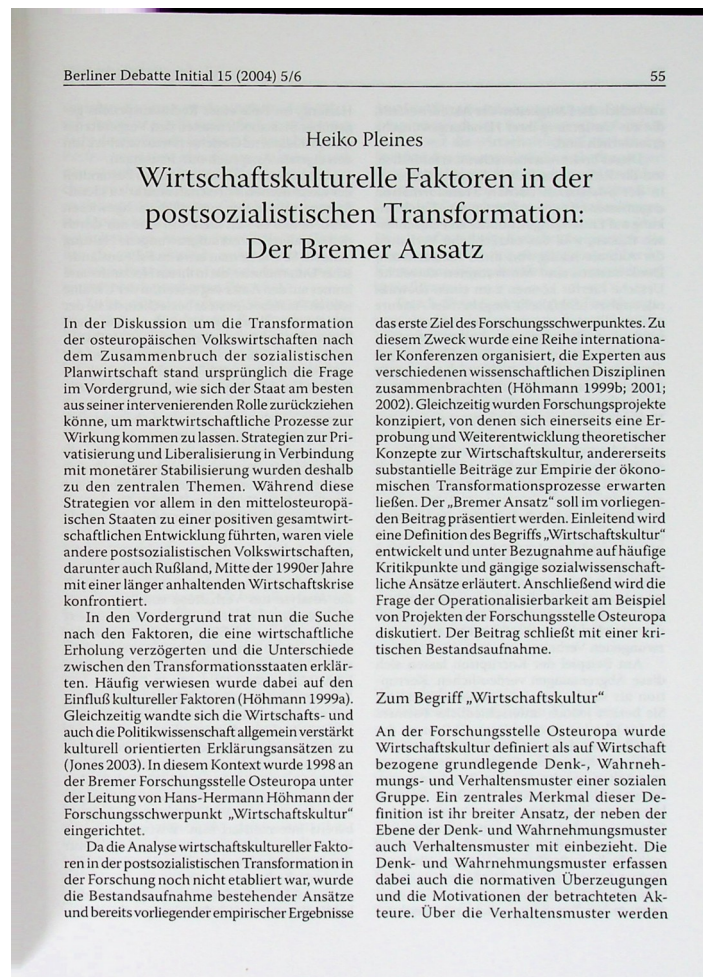 Berliner Debatte Initial 15 (2004) 5/6 55
Heiko Pleines
Wirtschaftskulturelle Faktoren in der
postsozialistischen Transformation:
Der Bremer Ansatz
In der Diskussion um die Transformation
der osteuropäischen Volkswirtschaften nach
dem Zusammenbruch der sozialistischen
Planwirtschaft stand ursprünglich die Frage
im Vordergrund, wie sich der Staat am besten
aus seiner intervenierenden Rolle zurückziehen
könne, um marktwirtschaftliche Prozesse zur
Wirkung kommen zu lassen. Strategien zur Pri-
vatisierung und Liberalisierung in Verbindung
mit monetärer Stabilisierung wurden deshalb
zu den zentralen Themen. Während diese
Strategien vor allem in den mittelosteuropä-
ischen Staaten zu einer positiven gesamtwirt-
schaftlichen Entwicklung führten, waren viele
andere postsozialistischen Volkswirtschaften,
darunter auch Rußland, Mitte der 1990er Jahre
mit einer länger anhaltenden Wirtschaftskrise
konfrontiert.
In den Vordergrund trat nun die Suche
nach den Faktoren, die eine wirtschaftliche
Erholung verzögerten und die Unterschiede
zwischen den Transformationsstaaten erklär-
ten. Häufig verwiesen wurde dabei auf den
Einfluß kultureller Faktoren (Höhmann 1999a).
Gleichzeitig wandte sich die Wirtschafts- und
auch die Politikwissenschaft allgemein verstärkt
kulturell orientierten Erklärungsansätzen zu
(Jones 2003). In diesem Kontext wurde 1998 an
der Bremer Forschungsstelle Osteuropa unter
der Leitung von Hans-Hermann Höhmann der
Forschungsschwerpunkt „Wirtschaftskultur“
eingerichtet.
Da die Analyse wirtschaftskultureller Fakto-
ren in der postsozialistischen Transformation in
der Forschung noch nicht etabliert war, wurde
die Bestandsaufnahme bestehender Ansätze
und bereits vorliegender empirischer Ergebnisse
das erste Ziel des Forschungsschwerpunktes. Zu
diesem Zweck wurde eine Reihe internationa-
ler Konferenzen organisiert, die Experten aus
verschiedenen wissenschaftlichen Disziplinen
zusammenbrachten (Höhmann 1999b; 2001;
2002). Gleichzeitig wurden Forschungsprojekte
konzipiert, von denen sich einerseits eine Er-
probung und Weiterentwicklung theoretischer
Konzepte zur Wirtschaftskultur, andererseits
substantielle Beiträge zur Empirie der ökono-
mischen Transformationsprozesse erwarten
ließen. Der „Bremer Ansatz“ soll im vorliegen-
den Beitrag präsentiert werden. Einleitend wird
eine Definition des Begriffs „Wirtschaftskultur“
entwickelt und unter Bezugnahme auf häufige
Kritikpunkte und gängige sozialwissenschaft-
liche Ansätze erläutert. Anschließend wird die
Frage der Operationalisierbarkeit am Beispiel
von Projekten der Forschungsstelle Osteuropa
diskutiert. Der Beitrag schließt mit einer kri-
tischen Bestandsaufnahme.
Zum Begriff „Wirtschaftskultur“
An der Forschungsstelle Osteuropa wurde
Wirtschaftskultur definiert als auf Wirtschaft
bezogene grundlegende Denk-, Wahrneh-
mungs- und Verhaltensmuster einer sozialen
Gruppe. Ein zentrales Merkmal dieser De-
finition ist ihr breiter Ansatz, der neben der
Ebene der Denk- und Wahrnehmungsmuster
auch Verhaltensmuster mit einbezieht. Die
Denk- und Wahrnehmungsmuster erfassen
dabei auch die normativen Überzeugungen
und die Motivationen der betrachteten Ak-
teure. Über die Verhaltensmuster werden